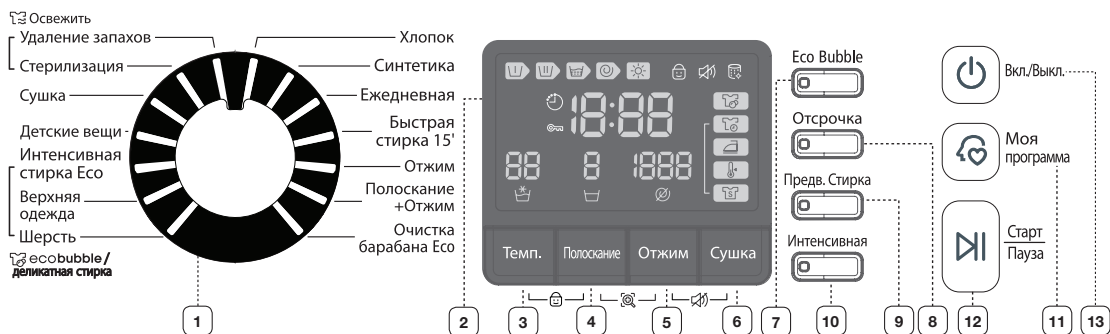 Освежить
Удаление запахов
Стерилизация
Сушка
Детские вещи
Интенсивная
стирка Eco
Верхняя
одежда
Шерсть
ecobubble/
деликатная стирка
Хлопок
Синтетика
Ежедневная
Быстрая
стирка 15'
Отжим
Полоскание
+Отжим
Очистка
барабана Eco
18:88
88 8 1888
Темп. Полоскание Отжим Сушка
Eco Bubble
Отсрочка
Предв. Стирка
Интенсивная
Вкл./Выкл.
Моя
программа
Старт
Пауза
1 2 3 4 5 6 7 10 9 8 12 11 13